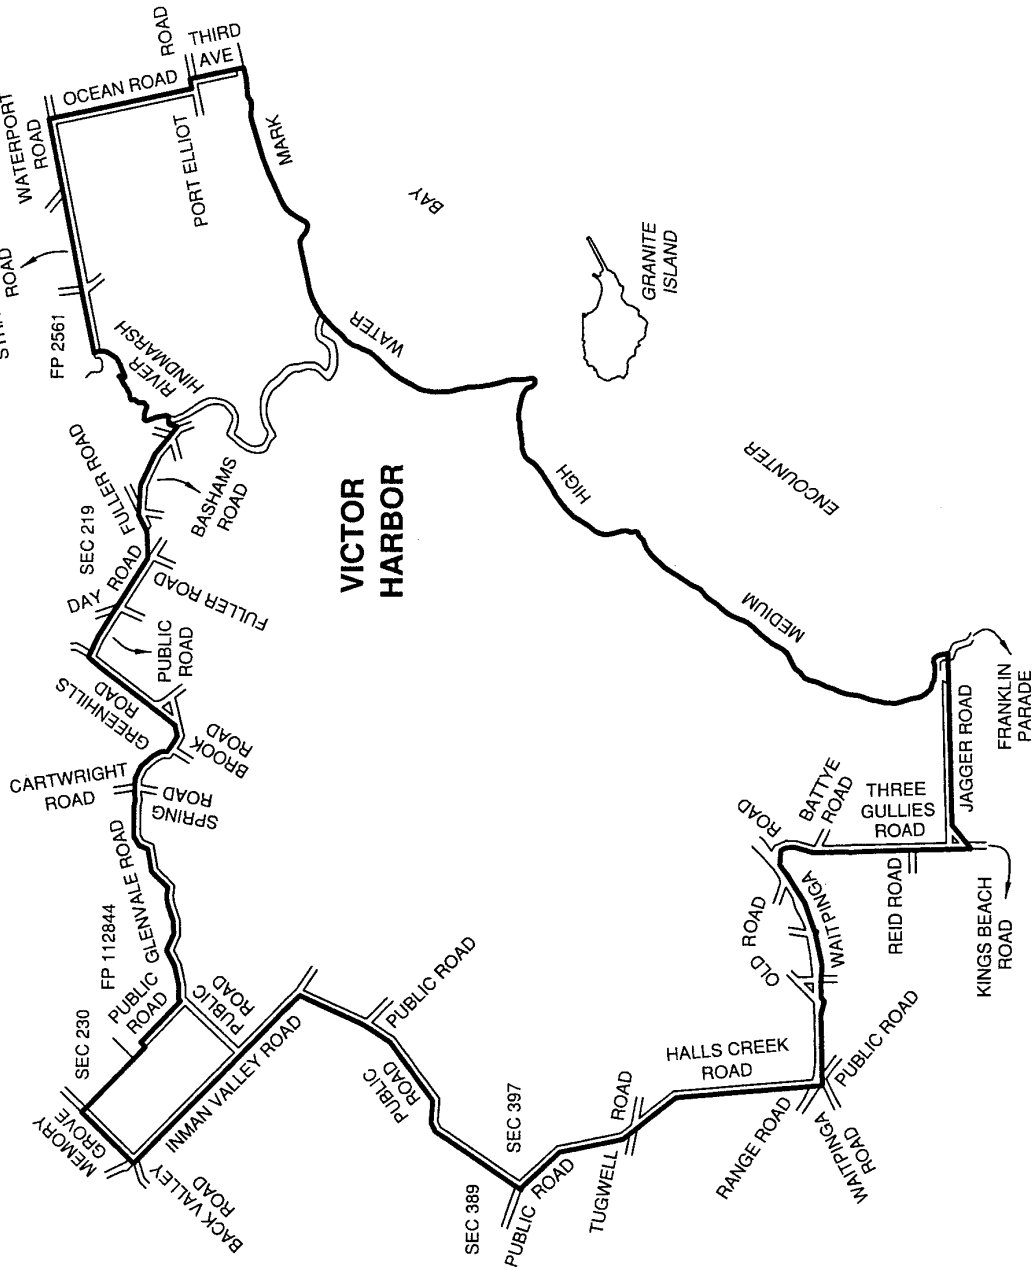 THIRD
AVE
ROAD
OCEAN ROAD
WATERPORT
ROAD
PORT ELLIOT
MARK
BAY
ROAD
FP 2561
RIVER
HINDMARSH
WATER
GRANITE
ISLAND
FULLER ROAD
BASHAMS
ROAD
SEC 219
DAY ROAD
FULLER ROAD
PUBLIC
ROAD
VICTOR
HARBOR
HIGH
ENCOUNTER
GREENHILLS
ROAD
BROOK
ROAD
CARTWRIGHT
ROAD
SPRING
ROAD
MEDIUM
GLENVALE ROAD
FP 112844
PUBLIC
ROAD
PUBLIC
ROAD
SEC 230
MEMORY
GROVE
INMAN VALLEY ROAD
BACK VALLEY
ROAD
PUBLIC ROAD
PUBLIC
ROAD
SEC 397
SEC 389
PUBLIC ROAD
TUGWELL ROAD
HALLS CREEK
ROAD
RANGE ROAD
WAITPINGA
ROAD
PUBLIC ROAD
OLD ROAD
WAITPINGA
ROAD
BATTYE
ROAD
THREE
GULLIES
ROAD
REID ROAD
JAGGER ROAD
FRANKLIN
PARADE
KINGS BEACH
ROAD